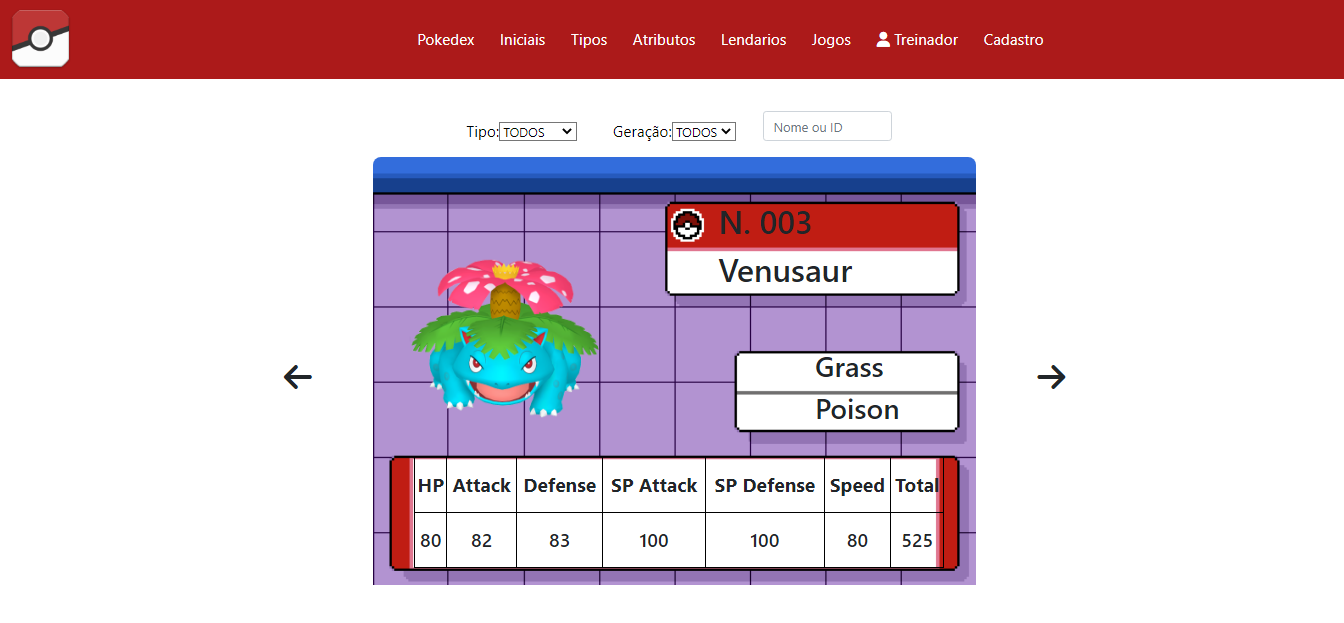 Pokedex Iniciais Tipos Atributos Lendarios Jogos Treinador Cadastro
Tipo: TODOS Geração: TODOS Nome ou ID
N. 003
Venusaur
Grass
Poison
HP Attack Defense SP Attack SP Defense Speed Total
80 82 83 100 100 80 525